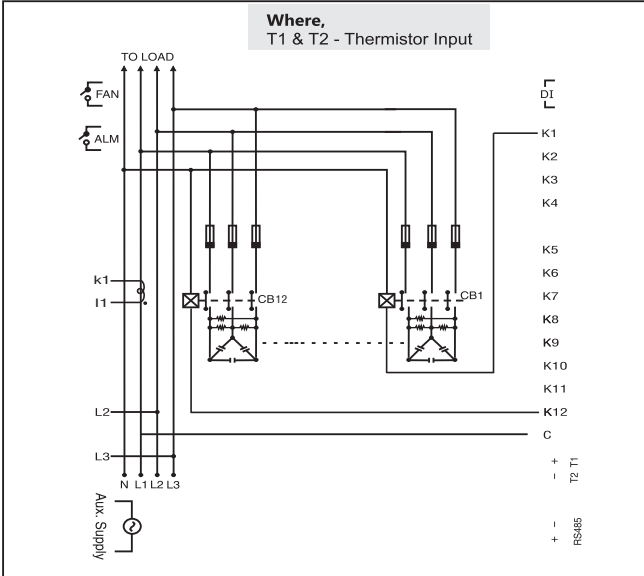 Where,
T1 & T2 - Thermistor Input
TO LOAD
FAN
ALM
DI
K1
K2
K3
K4
K5
K6
K7
K8
K9
K10
K11
K12
C
k1
l1
CB12
CB1
L2
L3
N L1 L2 L3
+ T1
- T2
Aux. Supply
- +
RS485